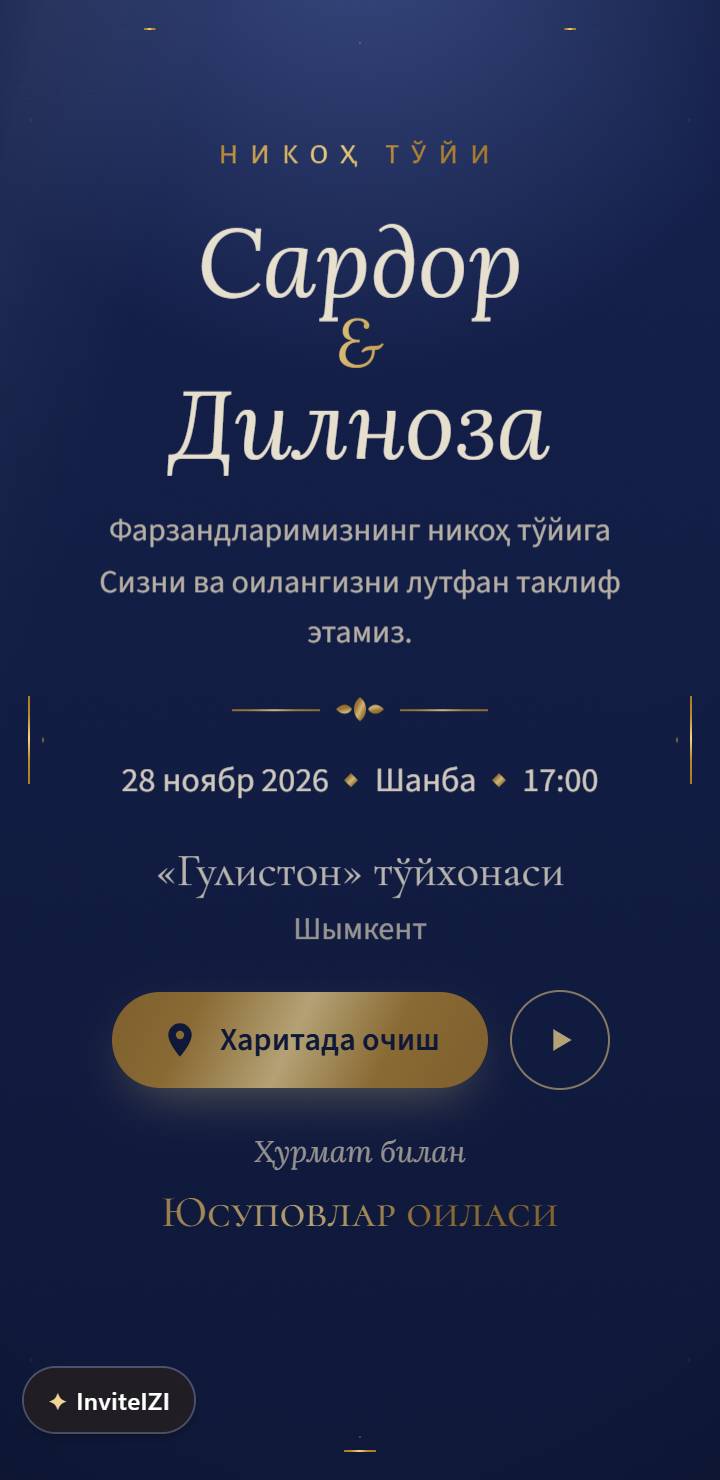 НИКОҲ ТЎЙИ
Сардор
&
Дилноза
Фарзандларимизнинг никоҳ тўйига
Сизни ва оилангизни лутфан таклиф
этамиз.
28 ноябр 2026 ◆ Шанба ◆ 17:00
«Гулистон» тўйхонаси
Шымкент
Харитада очиш
Ҳурмат билан
Юсуповлар оиласи
InviteIZI